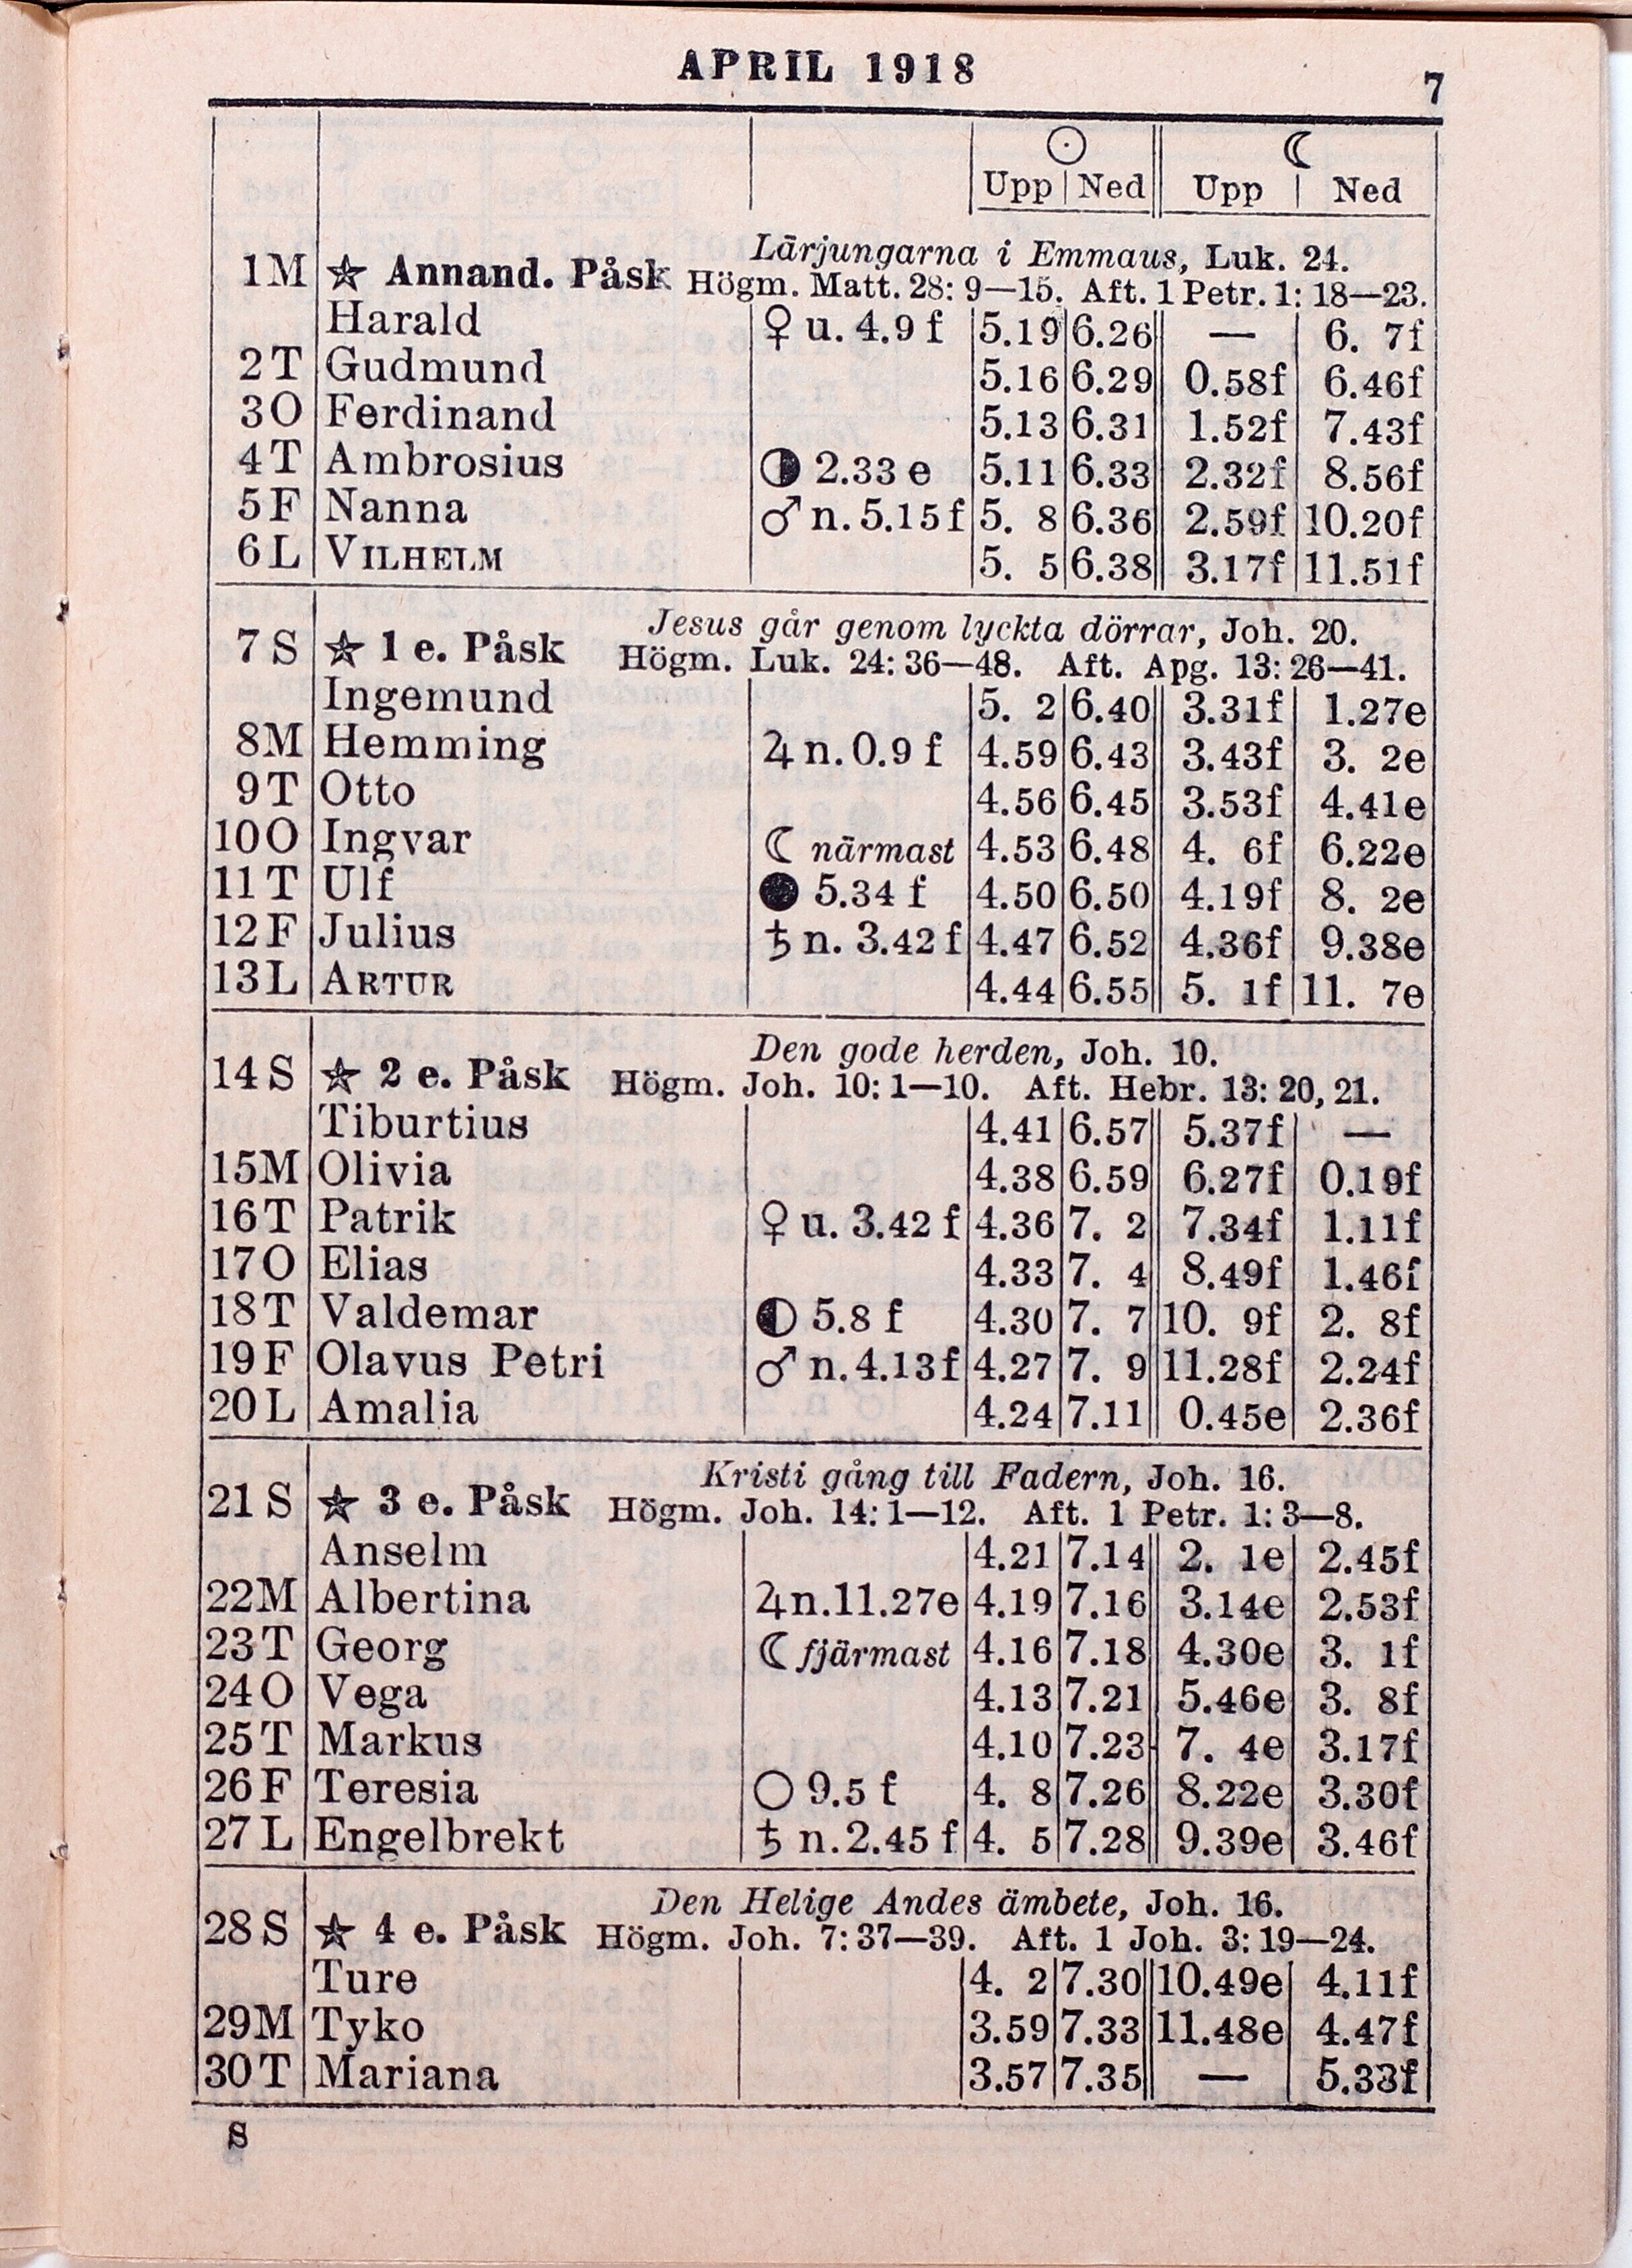 APRIL 1918
7
☉ ☾
Upp Ned Upp Ned
Lärjungarna i Emmaus, Luk. 24.
1 M ☆ Annand. Påsk Högm. Matt. 28: 9—15. Aft. 1 Petr. 1: 18—23.
Harald ♀ u. 4.9 f 5.19 6.26 — 6. 7f
2 T Gudmund 5.16 6.29 0.58f 6.46f
3 O Ferdinand 5.13 6.31 1.52f 7.43f
4 T Ambrosius ◑ 2.33 e 5.11 6.33 2.32f 8.56f
5 F Nanna ♂ n. 5.15 f 5. 8 6.36 2.59f 10.20f
6 L VILHELM 5. 5 6.38 3.17f 11.51f
Jesus går genom lyckta dörrar, Joh. 20.
7 S ☆ 1 e. Påsk Högm. Luk. 24: 36—48. Aft. Apg. 13: 26—41.
Ingemund 5. 2 6.40 3.31f 1.27e
8 M Hemming ♃ n. 0.9 f 4.59 6.43 3.43f 3. 2e
9 T Otto 4.56 6.45 3.53f 4.41e
10 O Ingvar ☾ närmast 4.53 6.48 4. 6f 6.22e
11 T Ulf ● 5.34 f 4.50 6.50 4.19f 8. 2e
12 F Julius ♄ n. 3.42 f 4.47 6.52 4.36f 9.38e
13 L ARTUR 4.44 6.55 5. 1f 11. 7e
Den gode herden, Joh. 10.
14 S ☆ 2 e. Påsk Högm. Joh. 10: 1—10. Aft. Hebr. 13: 20, 21.
Tiburtius 4.41 6.57 5.37f —
15 M Olivia 4.38 6.59 6.27f 0.19f
16 T Patrik ♀ u. 3.42 f 4.36 7. 2 7.34f 1.11f
17 O Elias 4.33 7. 4 8.49f 1.46f
18 T Valdemar ◐ 5.8 f 4.30 7. 7 10. 9f 2. 8f
19 F Olavus Petri ♂ n. 4.13 f 4.27 7. 9 11.28f 2.24f
20 L Amalia 4.24 7.11 0.45e 2.36f
Kristi gång till Fadern, Joh. 16.
21 S ☆ 3 e. Påsk Högm. Joh. 14: 1—12. Aft. 1 Petr. 1: 3—8.
Anselm 4.21 7.14 2. 1e 2.45f
22 M Albertina ♃ n. 11.27e 4.19 7.16 3.14e 2.53f
23 T Georg ☾ fjärmast 4.16 7.18 4.30e 3. 1f
24 O Vega 4.13 7.21 5.46e 3. 8f
25 T Markus 4.10 7.23 7. 4e 3.17f
26 F Teresia ○ 9.5 f 4. 8 7.26 8.22e 3.30f
27 L Engelbrekt ♄ n. 2.45 f 4. 5 7.28 9.39e 3.46f
Den Helige Andes ämbete, Joh. 16.
28 S ☆ 4 e. Påsk Högm. Joh. 7: 37—39. Aft. 1 Joh. 3: 19—24.
Ture 4. 2 7.30 10.49e 4.11f
29 M Tyko 3.59 7.33 11.48e 4.47f
30 T Mariana 3.57 7.35 — 5.33f
S